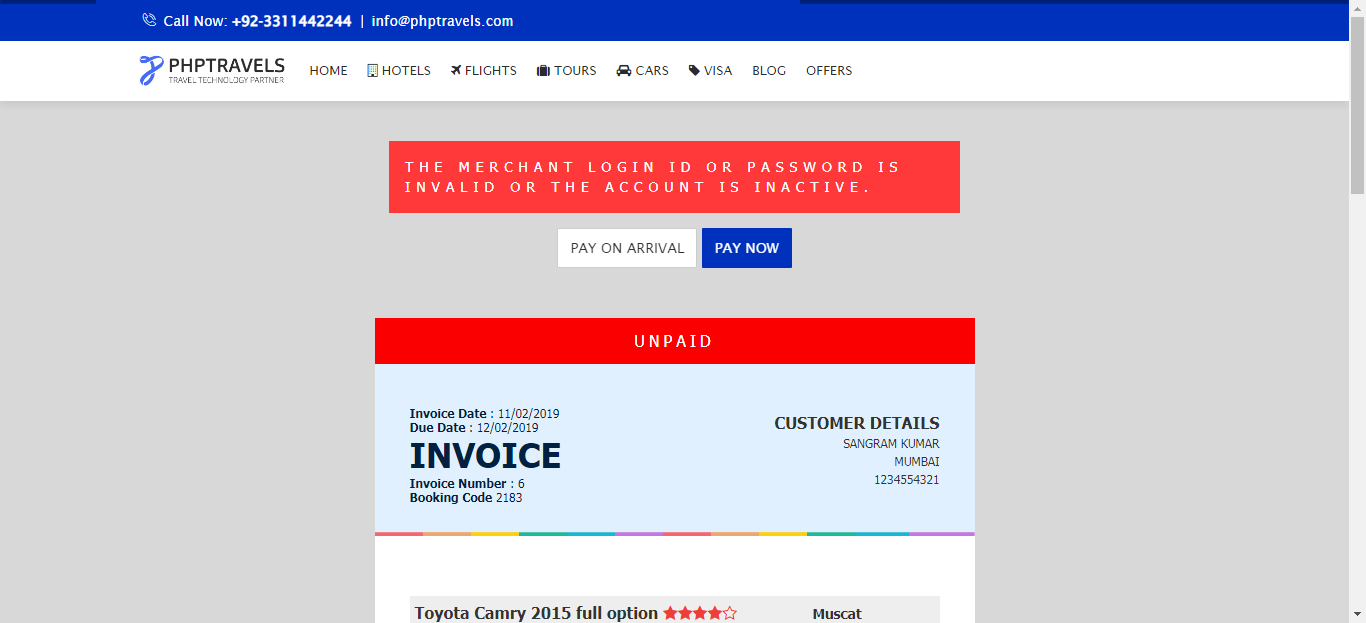 Call Now: +92-3311442244 | info@phptravels.com
PHPTRAVELS
TRAVEL TECHNOLOGY PARTNER
HOME HOTELS FLIGHTS TOURS CARS VISA BLOG OFFERS
THE MERCHANT LOGIN ID OR PASSWORD IS
INVALID OR THE ACCOUNT IS INACTIVE.
PAY ON ARRIVAL PAY NOW
UNPAID
Invoice Date : 11/02/2019
Due Date : 12/02/2019
INVOICE
Invoice Number : 6
Booking Code 2183
CUSTOMER DETAILS
SANGRAM KUMAR
MUMBAI
1234554321
Toyota Camry 2015 full option Muscat